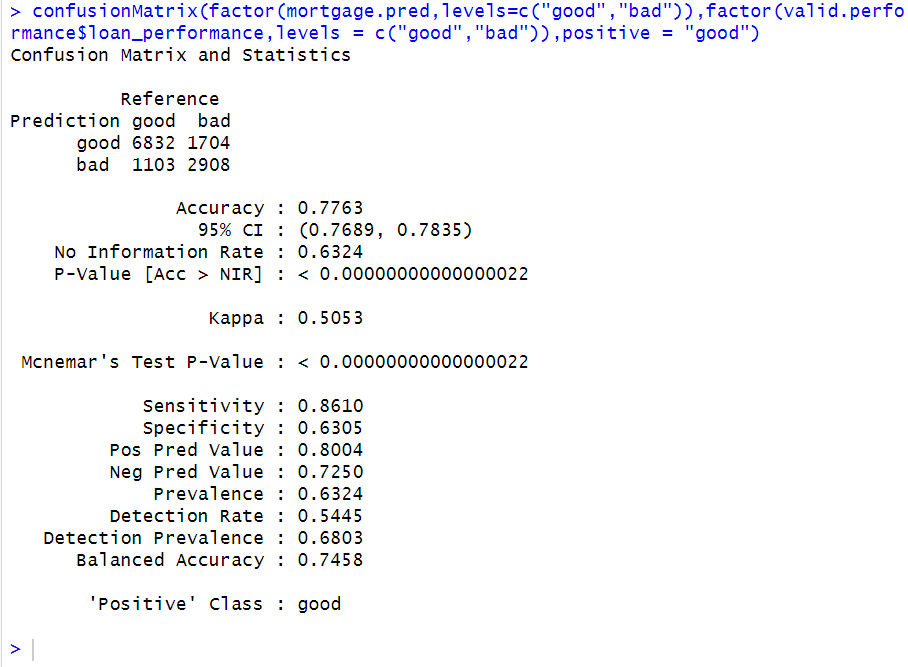 > confusionMatrix(factor(mortgage.pred,levels=c("good","bad")),factor(valid.perfo
rmance$loan_performance,levels = c("good","bad")),positive = "good")
Confusion Matrix and Statistics

          Reference
Prediction good  bad
      good 6832 1704
      bad  1103 2908

               Accuracy : 0.7763
                 95% CI : (0.7689, 0.7835)
    No Information Rate : 0.6324
    P-Value [Acc > NIR] : < 0.00000000000000022

                  Kappa : 0.5053

 Mcnemar's Test P-Value : < 0.00000000000000022

            Sensitivity : 0.8610
            Specificity : 0.6305
         Pos Pred Value : 0.8004
         Neg Pred Value : 0.7250
             Prevalence : 0.6324
         Detection Rate : 0.5445
   Detection Prevalence : 0.6803
      Balanced Accuracy : 0.7458

       'Positive' Class : good

>